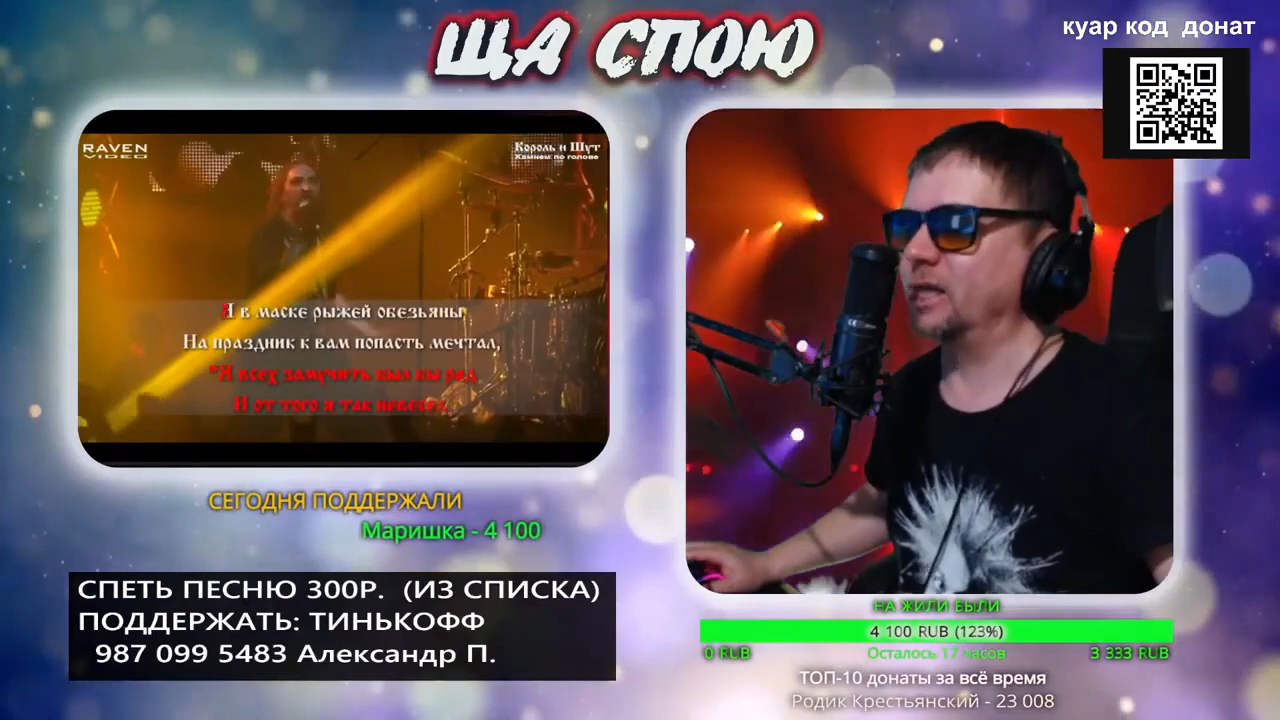 ЩА СПОЮ
куар код донат
RAVEN
VIDEO
Король и Шут
Камнем по голове
Я в маске рыжей обезьяны
На праздник к вам попасть мечтал,
"Я всех замучить был бы рад
И от того я так невесел,
СЕГОДНЯ ПОДДЕРЖАЛИ
Маришка - 4 100
СПЕТЬ ПЕСНЮ 300Р. (ИЗ СПИСКА)
ПОДДЕРЖАТЬ: ТИНЬКОФФ
987 099 5483 Александр П.
НА ЖИЛИ БЫЛИ
4 100 RUB (123%)
0 RUB
Осталось 17 часов
3 333 RUB
ТОП-10 донаты за всё время
Родик Крестьянский - 23 008